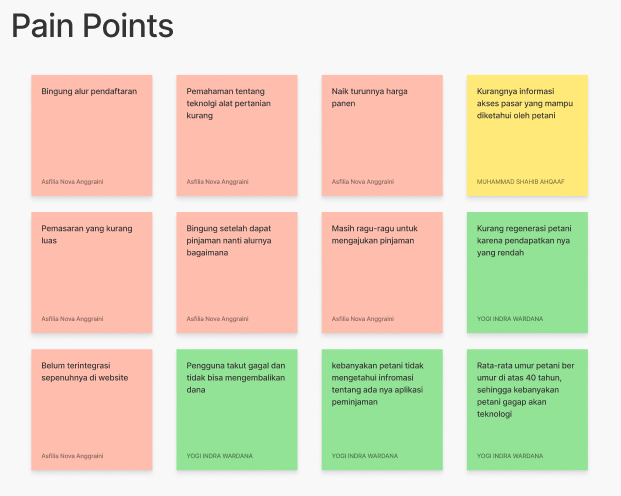 Pain Points
Bingung alur pendaftaran
Asfilia Nova Anggraini
Pemahaman tentang
teknolgi alat pertanian
kurang
Asfilia Nova Anggraini
Naik turunnya harga
panen
Asfilia Nova Anggraini
Kurangnya informasi
akses pasar yang mampu
diketahui oleh petani
MUHAMMAD SHAHIB AHQAAF
Pemasaran yang kurang
luas
Asfilia Nova Anggraini
Bingung setelah dapat
pinjaman nanti alurnya
bagaimana
Asfilia Nova Anggraini
Masih ragu-ragu untuk
mengajukan pinjaman
Asfilia Nova Anggraini
Kurang regenerasi petani
karena pendapatkan nya
yang rendah
YOGI INDRA WARDANA
Belum terintegrasi
sepenuhnya di website
Asfilia Nova Anggraini
Pengguna takut gagal dan
tidak bisa mengembalikan
dana
YOGI INDRA WARDANA
kebanyakan petani tidak
mengetahui infromasi
tentang ada nya aplikasi
peminjaman
YOGI INDRA WARDANA
Rata-rata umur petani ber
umur di atas 40 tahun,
sehingga kebanyakan
petani gagap akan
teknologi
YOGI INDRA WARDANA